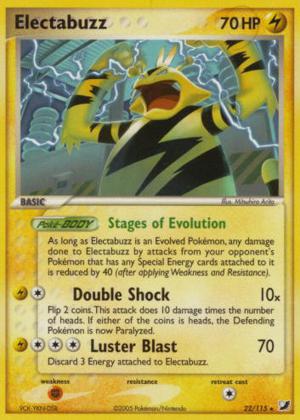 Electabuzz 70 HP
Illus. Mitsuhiro Arita
BASIC
Poké-BODY Stages of Evolution
As long as Electabuzz is an Evolved Pokémon, any damage
done to Electabuzz by attacks from your opponent's
Pokémon that has any Special Energy cards attached to it
is reduced by 40 (after applying Weakness and Resistance).
Double Shock 10x
Flip 2 coins. This attack does 10 damage times the number
of heads. If either of the coins is heads, the Defending
Pokémon is now Paralyzed.
Luster Blast 70
Discard 3 Energy attached to Electabuzz.
weakness resistance retreat cost
©2005 Pokémon/Nintendo 22/115